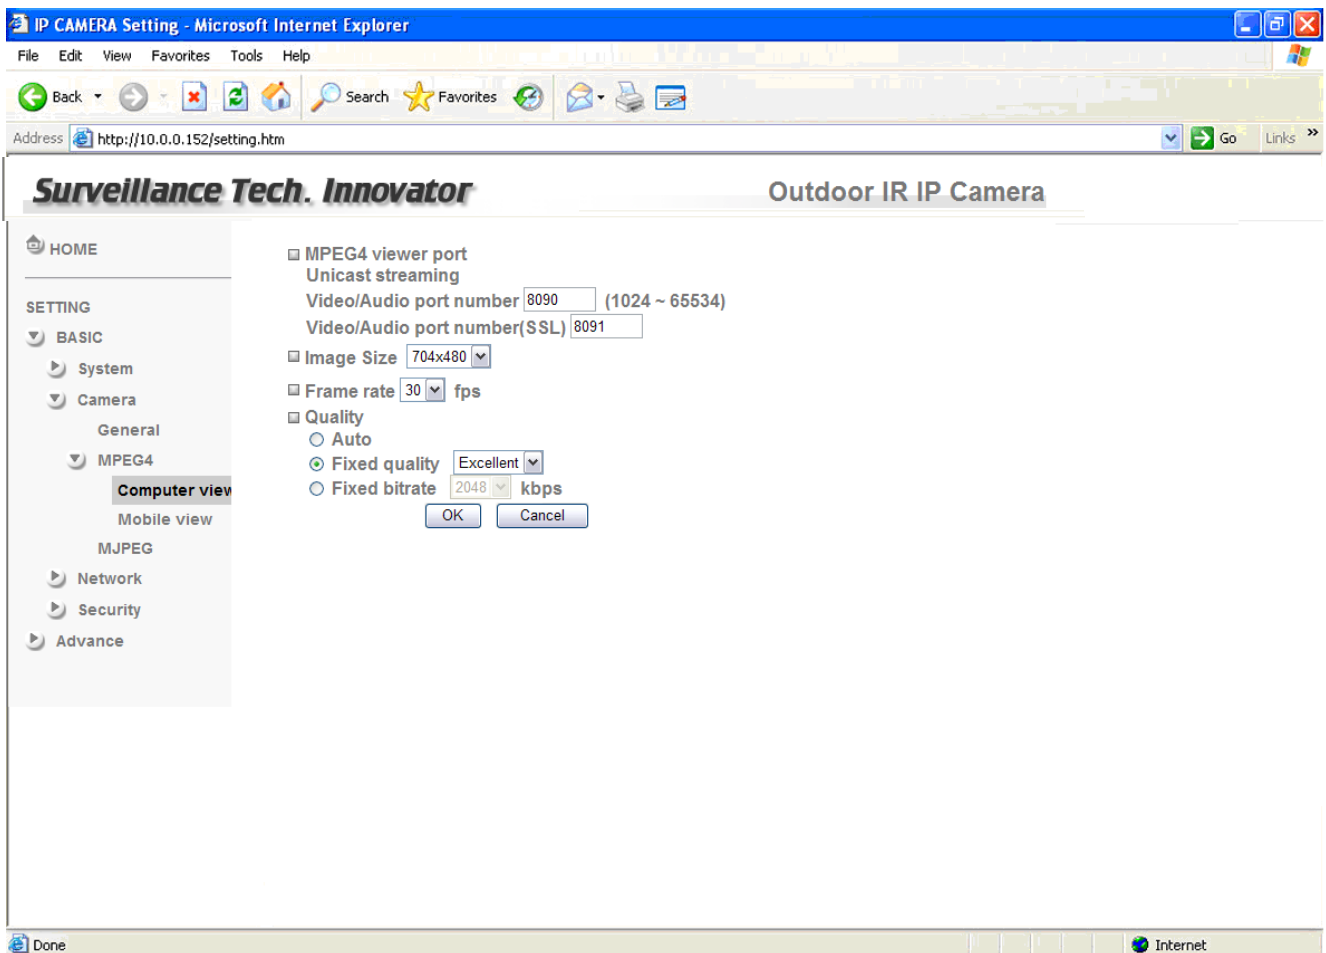 IP CAMERA Setting - Microsoft Internet Explorer
File Edit View Favorites Tools Help
Back Search Favorites
Address http://10.0.0.152/setting.htm Go Links »
Surveillance Tech. Innovator Outdoor IR IP Camera
HOME
SETTING
BASIC
System
Camera
General
MPEG4
Computer view
Mobile view
MJPEG
Network
Security
Advance
MPEG4 viewer port
Unicast streaming
Video/Audio port number 8090 (1024 ~ 65534)
Video/Audio port number(SSL) 8091
Image Size 704x480
Frame rate 30 fps
Quality
Auto
Fixed quality Excellent
Fixed bitrate 2048 kbps
OK Cancel
Done Internet